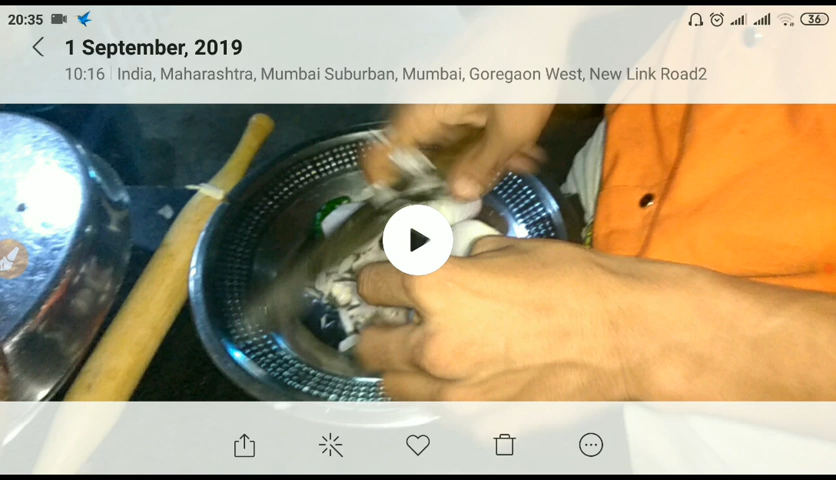 20:35
36
1 September, 2019
10:16 India, Maharashtra, Mumbai Suburban, Mumbai, Goregaon West, New Link Road2